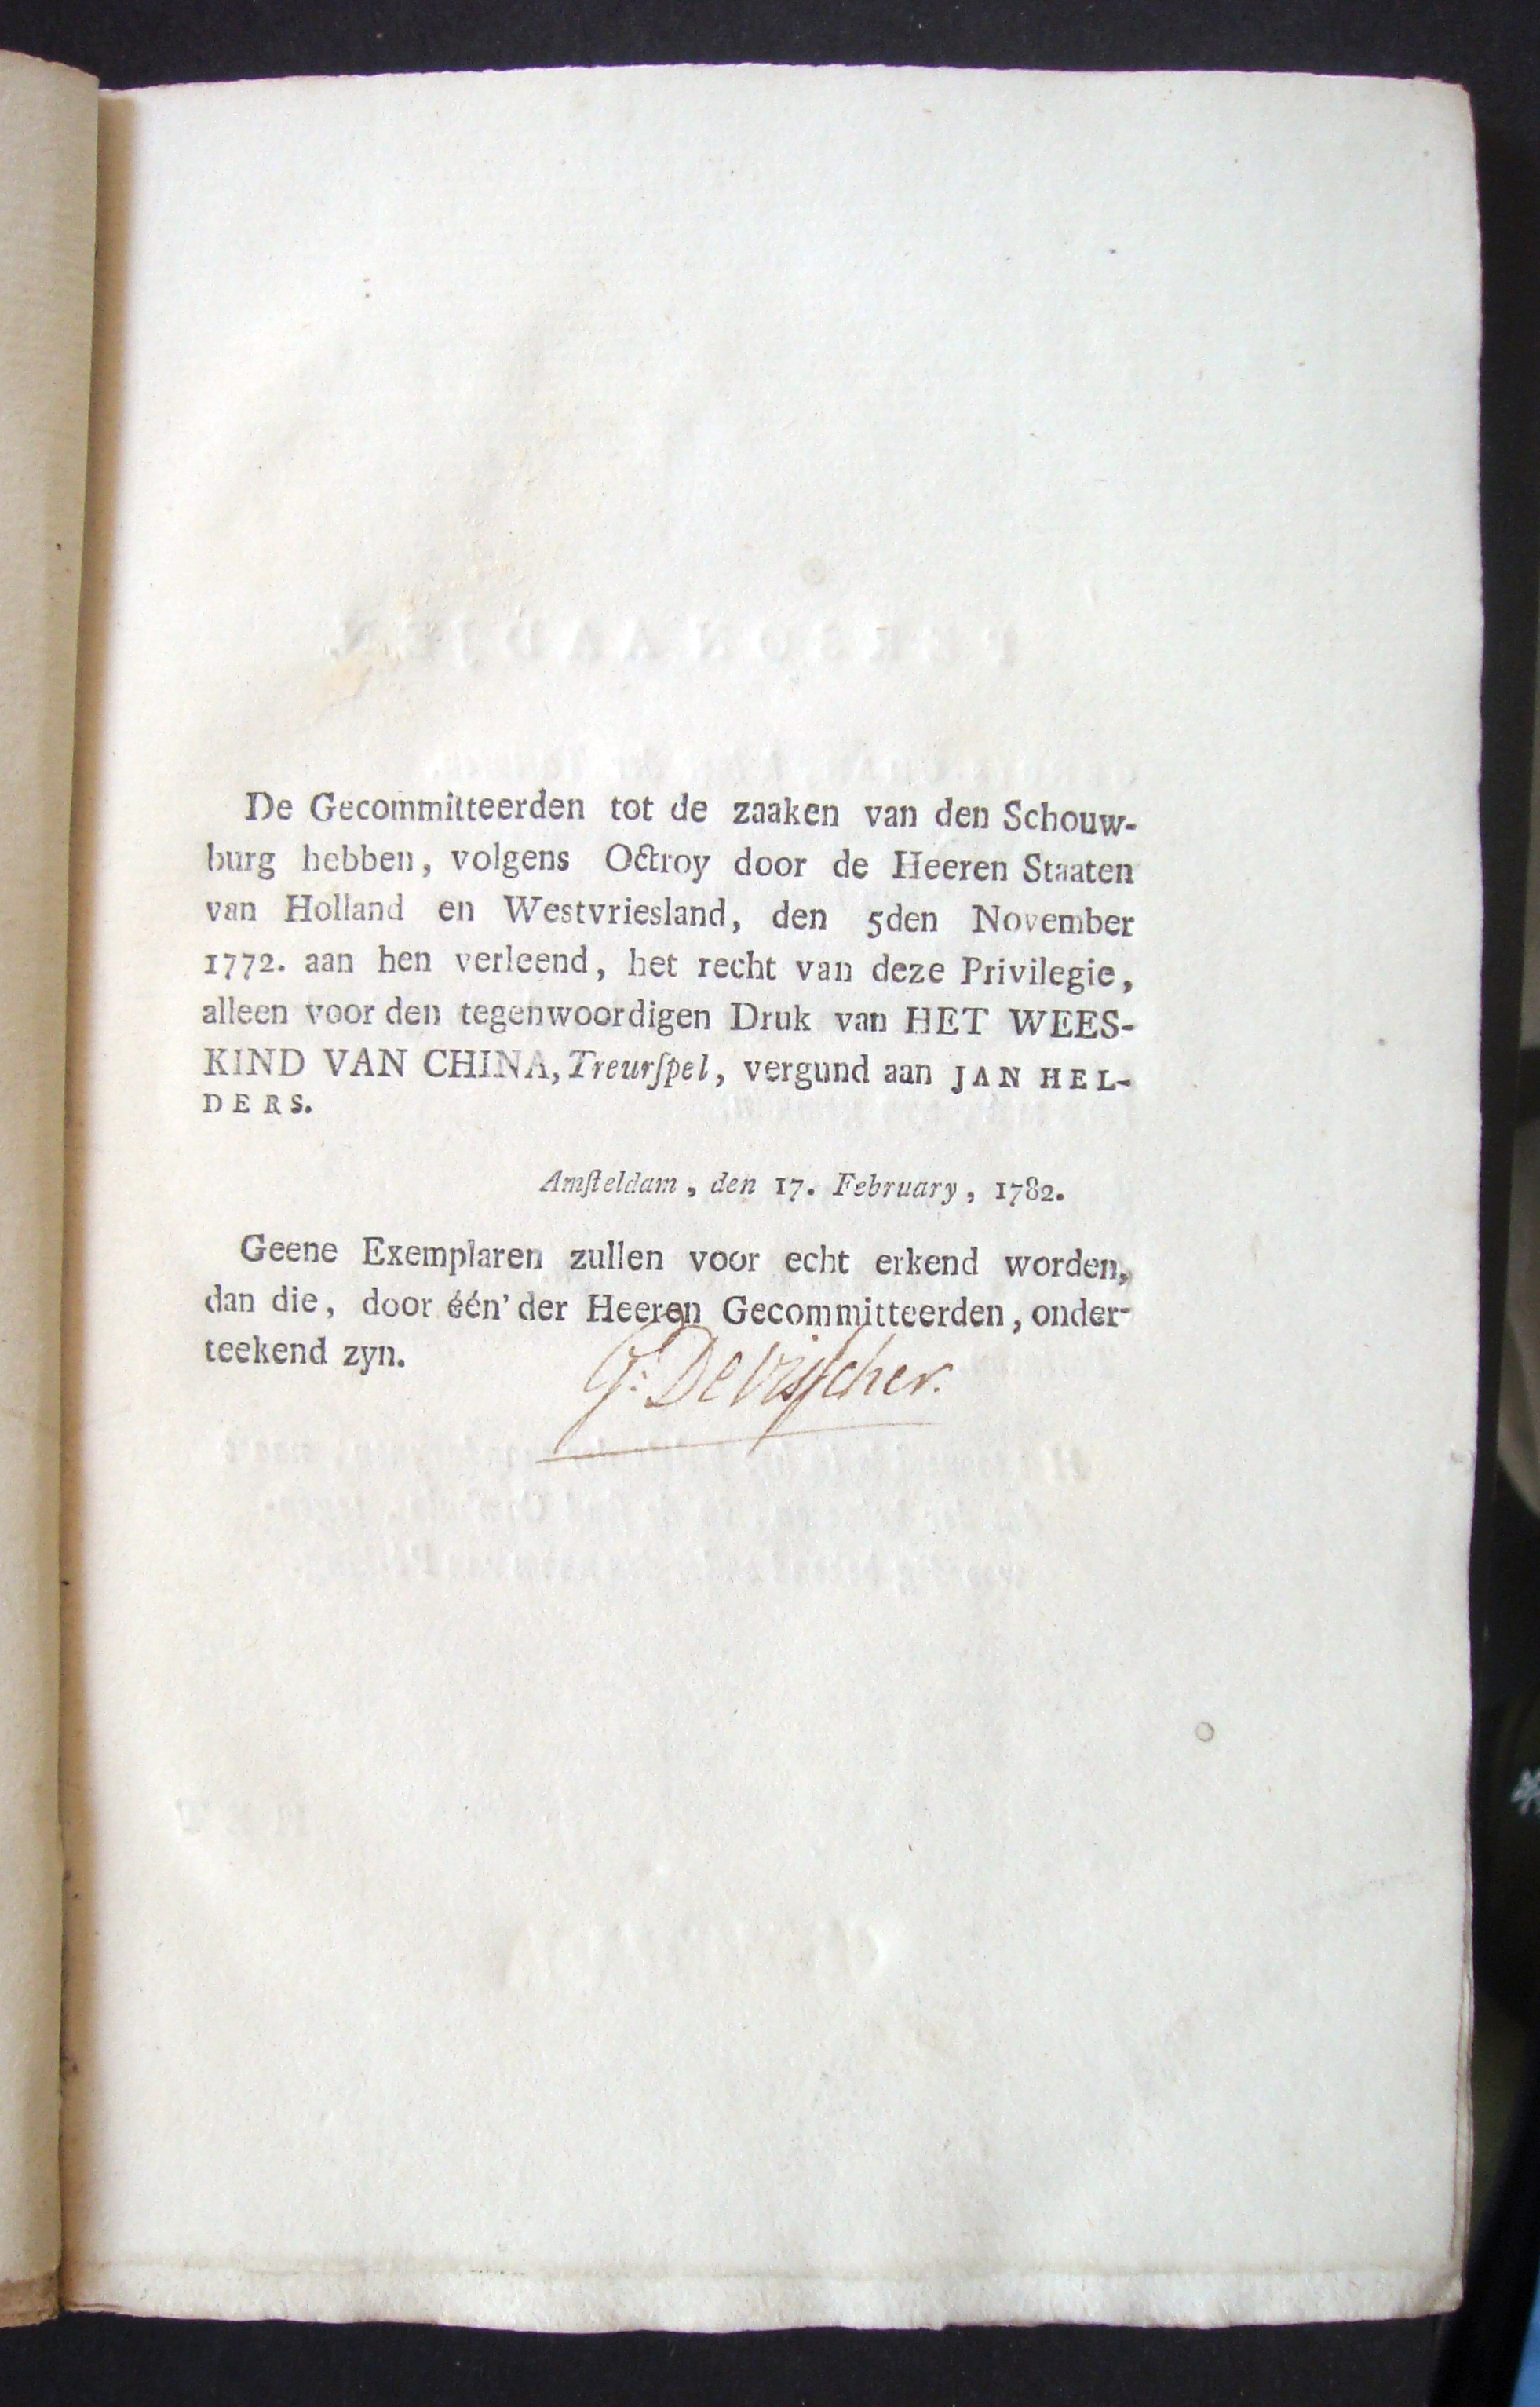 De Gecommitteerden tot de zaaken van den Schouw-
burg hebben, volgens Octroy door de Heeren Staaten
van Holland en Westvriesland, den 5den November
1772. aan hen verleend, het recht van deze Privilegie,
alleen voor den tegenwoordigen Druk van HET WEES-
KIND VAN CHINA, Treurſpel, vergund aan JAN HEL-
DERS.
Amſteldam, den 17. February, 1782.
Geene Exemplaren zullen voor echt erkend worden,
dan die, door één' der Heeren Gecommitteerden, onder-
teekend zyn.
G: De Visſcher.